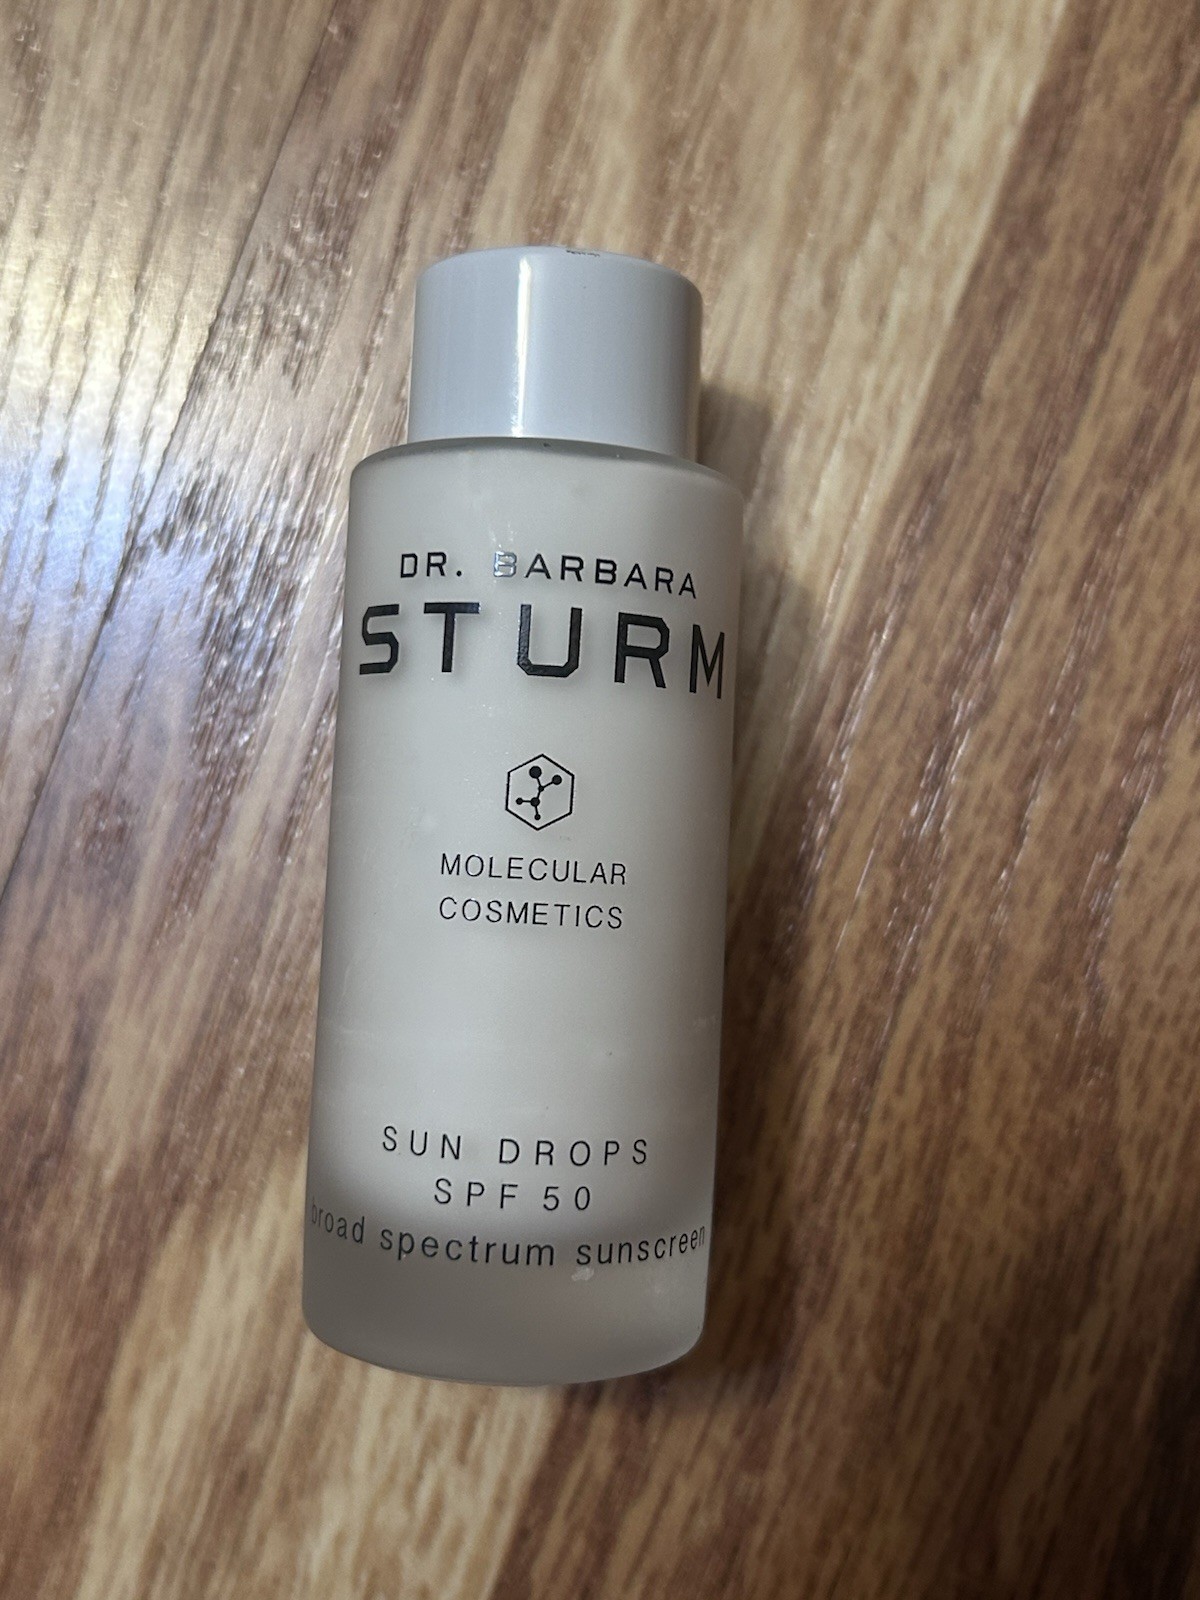 DR. BARBARA
STURM
MOLECULAR
COSMETICS
SUN DROPS
SPF 50
broad spectrum sunscreen